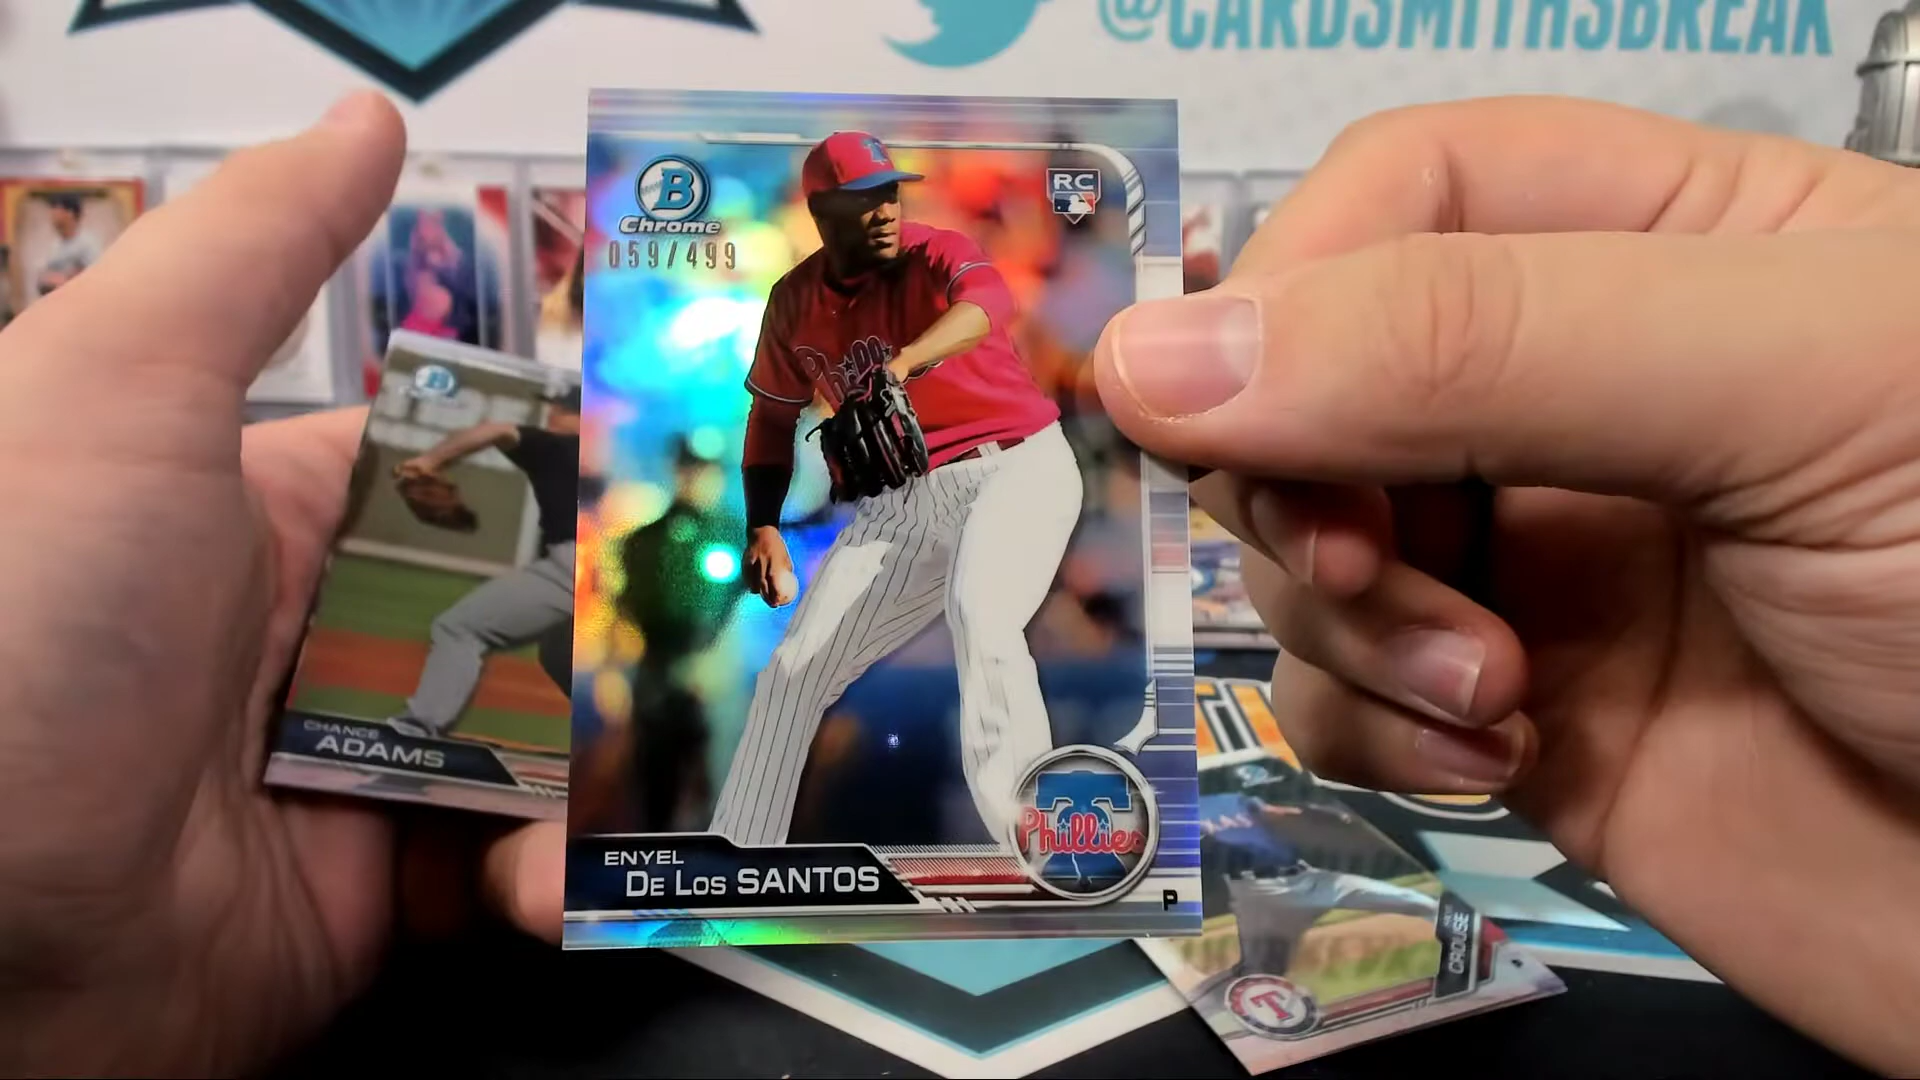 @CARDSMITHSBREAK
B
Chrome
059/499
RC
Phillies
ENYEL
DE LOS SANTOS
P
CHANCE
ADAMS
CROUSE
T